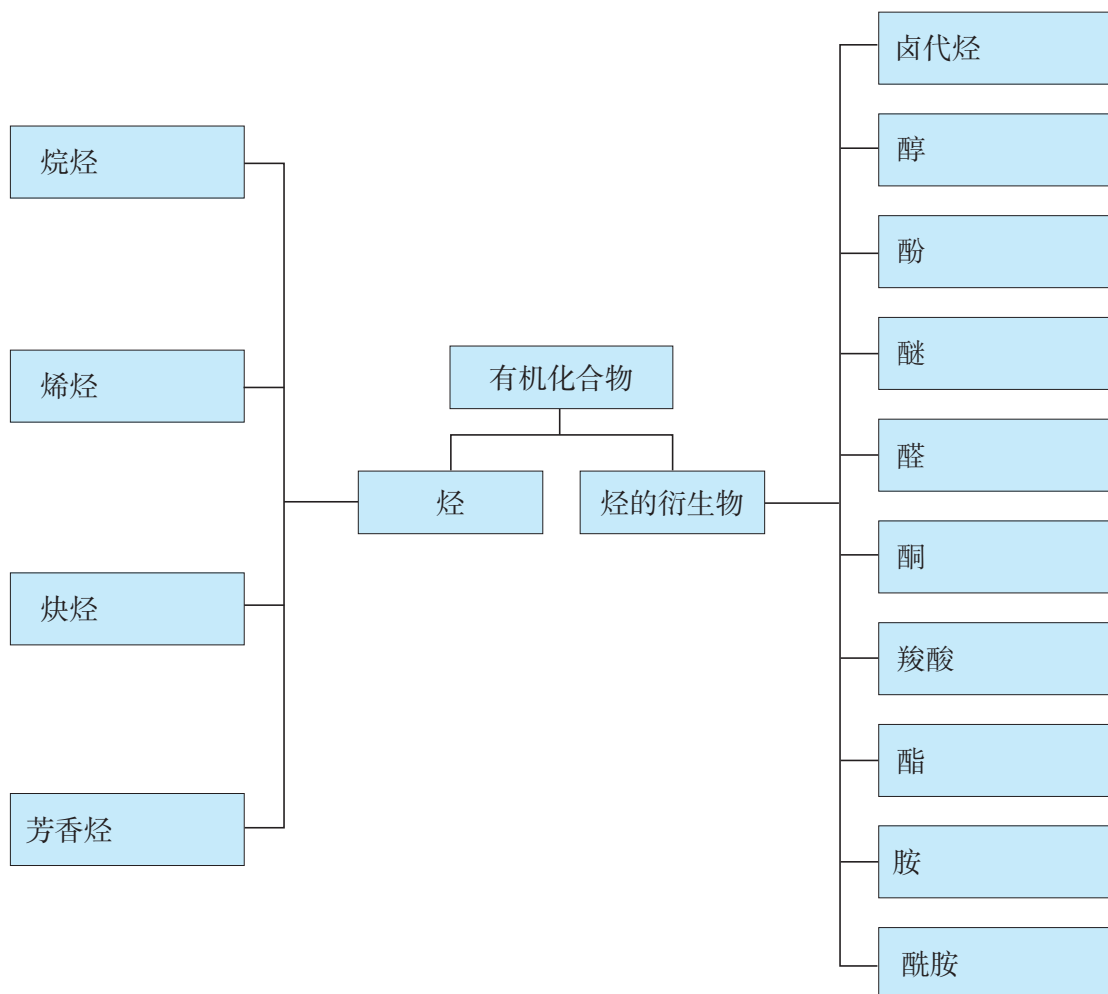 卤代烃
醇
烷烃
酚
醚
烯烃
有机化合物
醛
烃
烃的衍生物
酮
炔烃
羧酸
酯
芳香烃
胺
酰胺